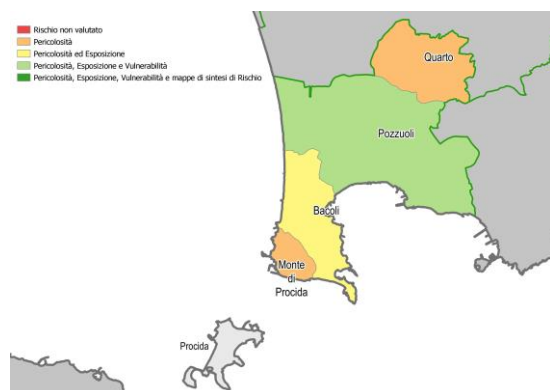 Rischio non valutato
Pericolosità
Pericolosità ed Esposizione
Pericolosità, Esposizione e Vulnerabilità
Pericolosità, Esposizione, Vulnerabilità e mappe di sintesi di Rischio
Quarto
Pozzuoli
Bacoli
Monte
di
Procida
Procida